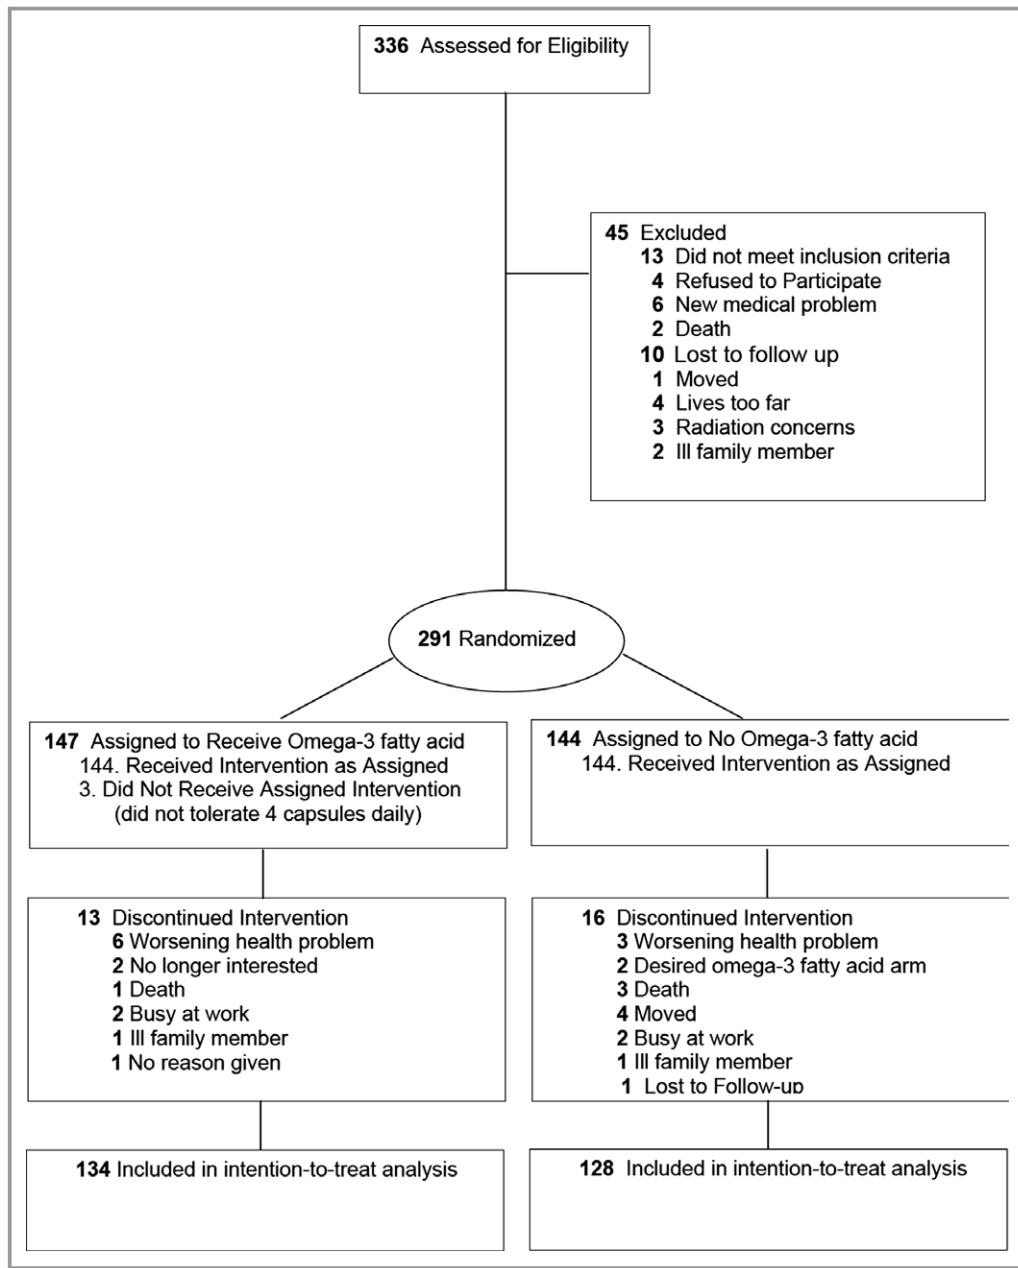 336 Assessed for Eligibility
45 Excluded
13 Did not meet inclusion criteria
4 Refused to Participate
6 New medical problem
2 Death
10 Lost to follow up
1 Moved
4 Lives too far
3 Radiation concerns
2 Ill family member
291 Randomized
147 Assigned to Receive Omega-3 fatty acid
144. Received Intervention as Assigned
3. Did Not Receive Assigned Intervention
(did not tolerate 4 capsules daily)
144 Assigned to No Omega-3 fatty acid
144. Received Intervention as Assigned
13 Discontinued Intervention
6 Worsening health problem
2 No longer interested
1 Death
2 Busy at work
1 Ill family member
1 No reason given
16 Discontinued Intervention
3 Worsening health problem
2 Desired omega-3 fatty acid arm
3 Death
4 Moved
2 Busy at work
1 Ill family member
1 Lost to Follow-up
134 Included in intention-to-treat analysis
128 Included in intention-to-treat analysis